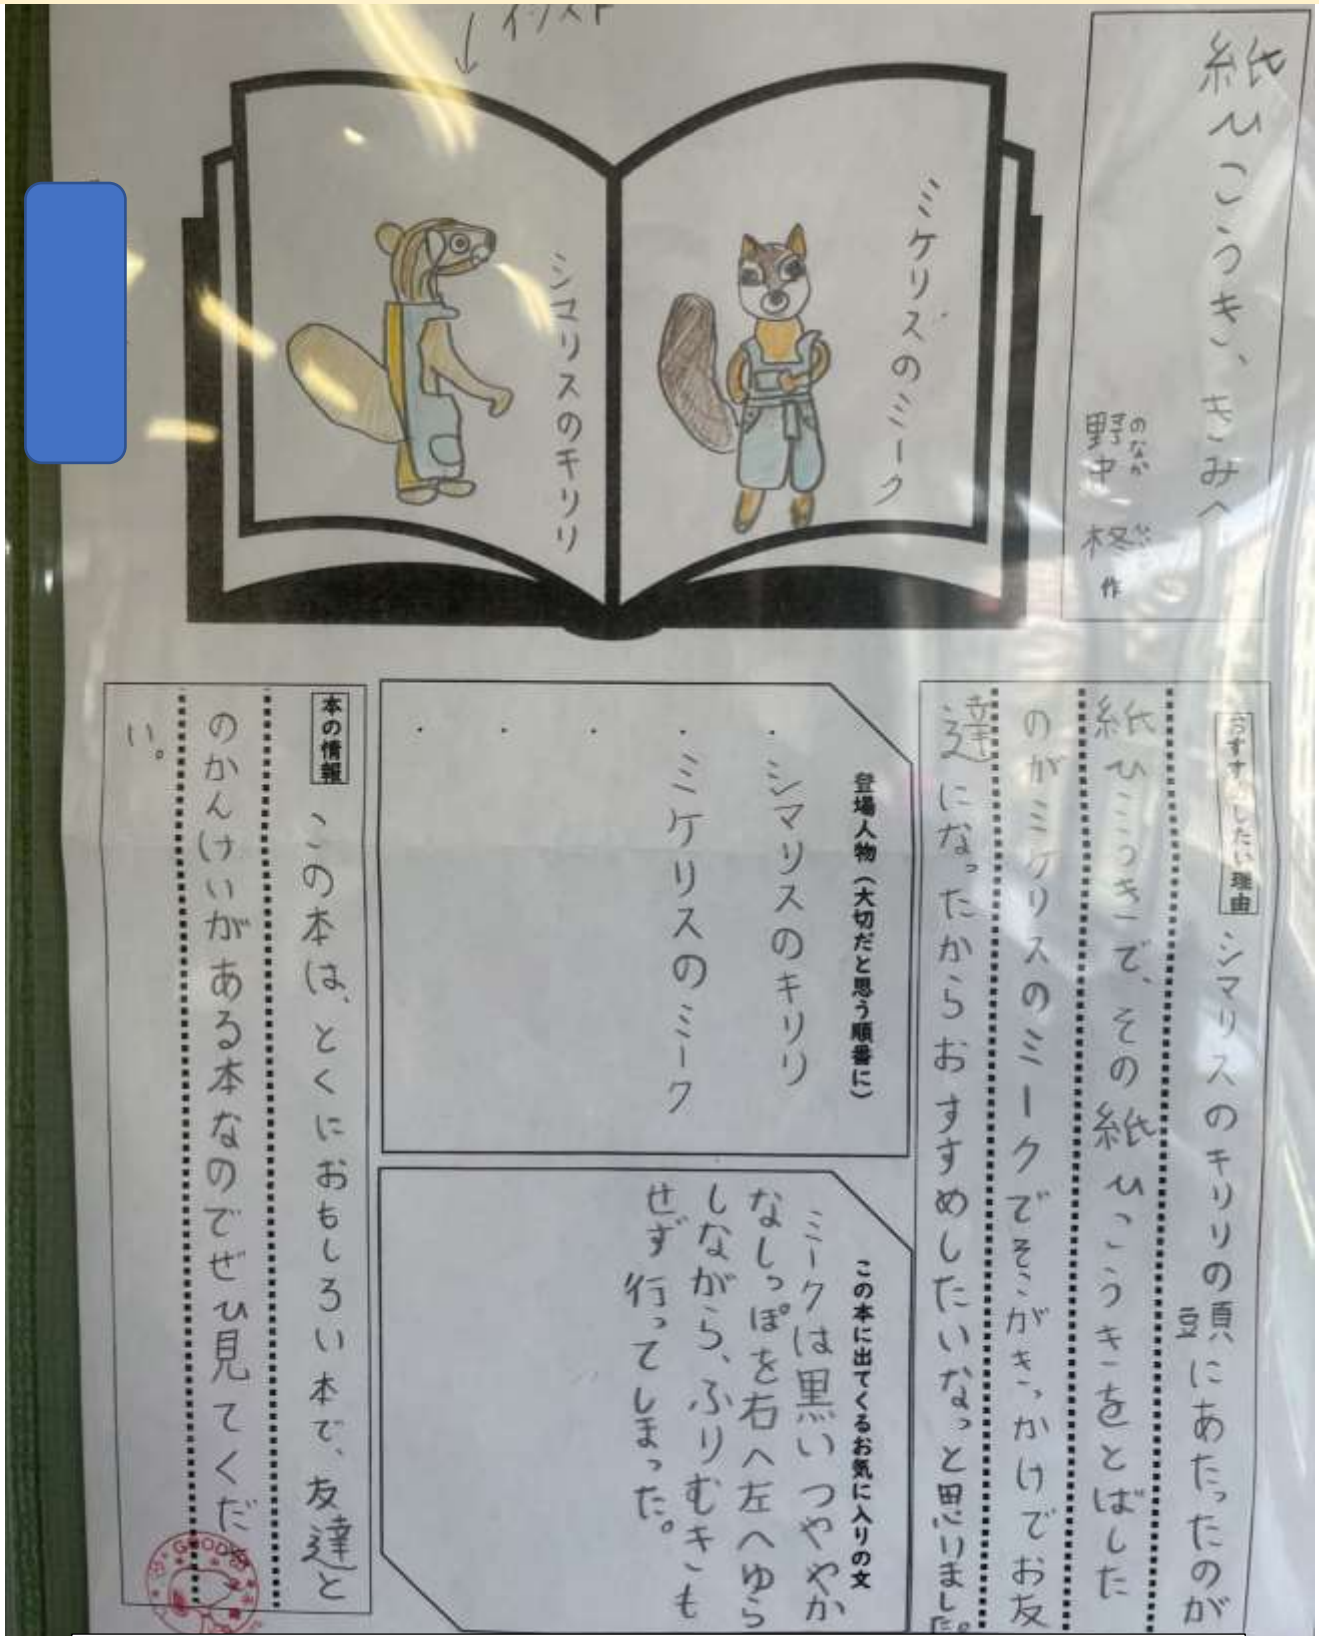 紙ひこうき、きみへ
のなか
野中 柊 作
イラスト
ミケリスのミーク
シマリスのキリリ
おすすめしたい理由
シマリスのキリリの頭にあたったのが
紙ひこうきで、その紙ひこうきをとばした
のがミケリスのミークでそこがきっかけでお友
達になったからおすすめしたいなっと思いました。
登場人物(大切だと思う順番に)
・シマリスのキリリ
・ミケリスのミーク
・
・
・
この本に出てくるお気に入りの文
ミークは黒いつややか
なしっぽを右へ左へゆら
しながら、ふりむきも
せず行ってしまった。
本の情報
この本は、とくにおもしろい本で、友達と
のかんけいがある本なのでぜひ見てくださ
い。
GOOD